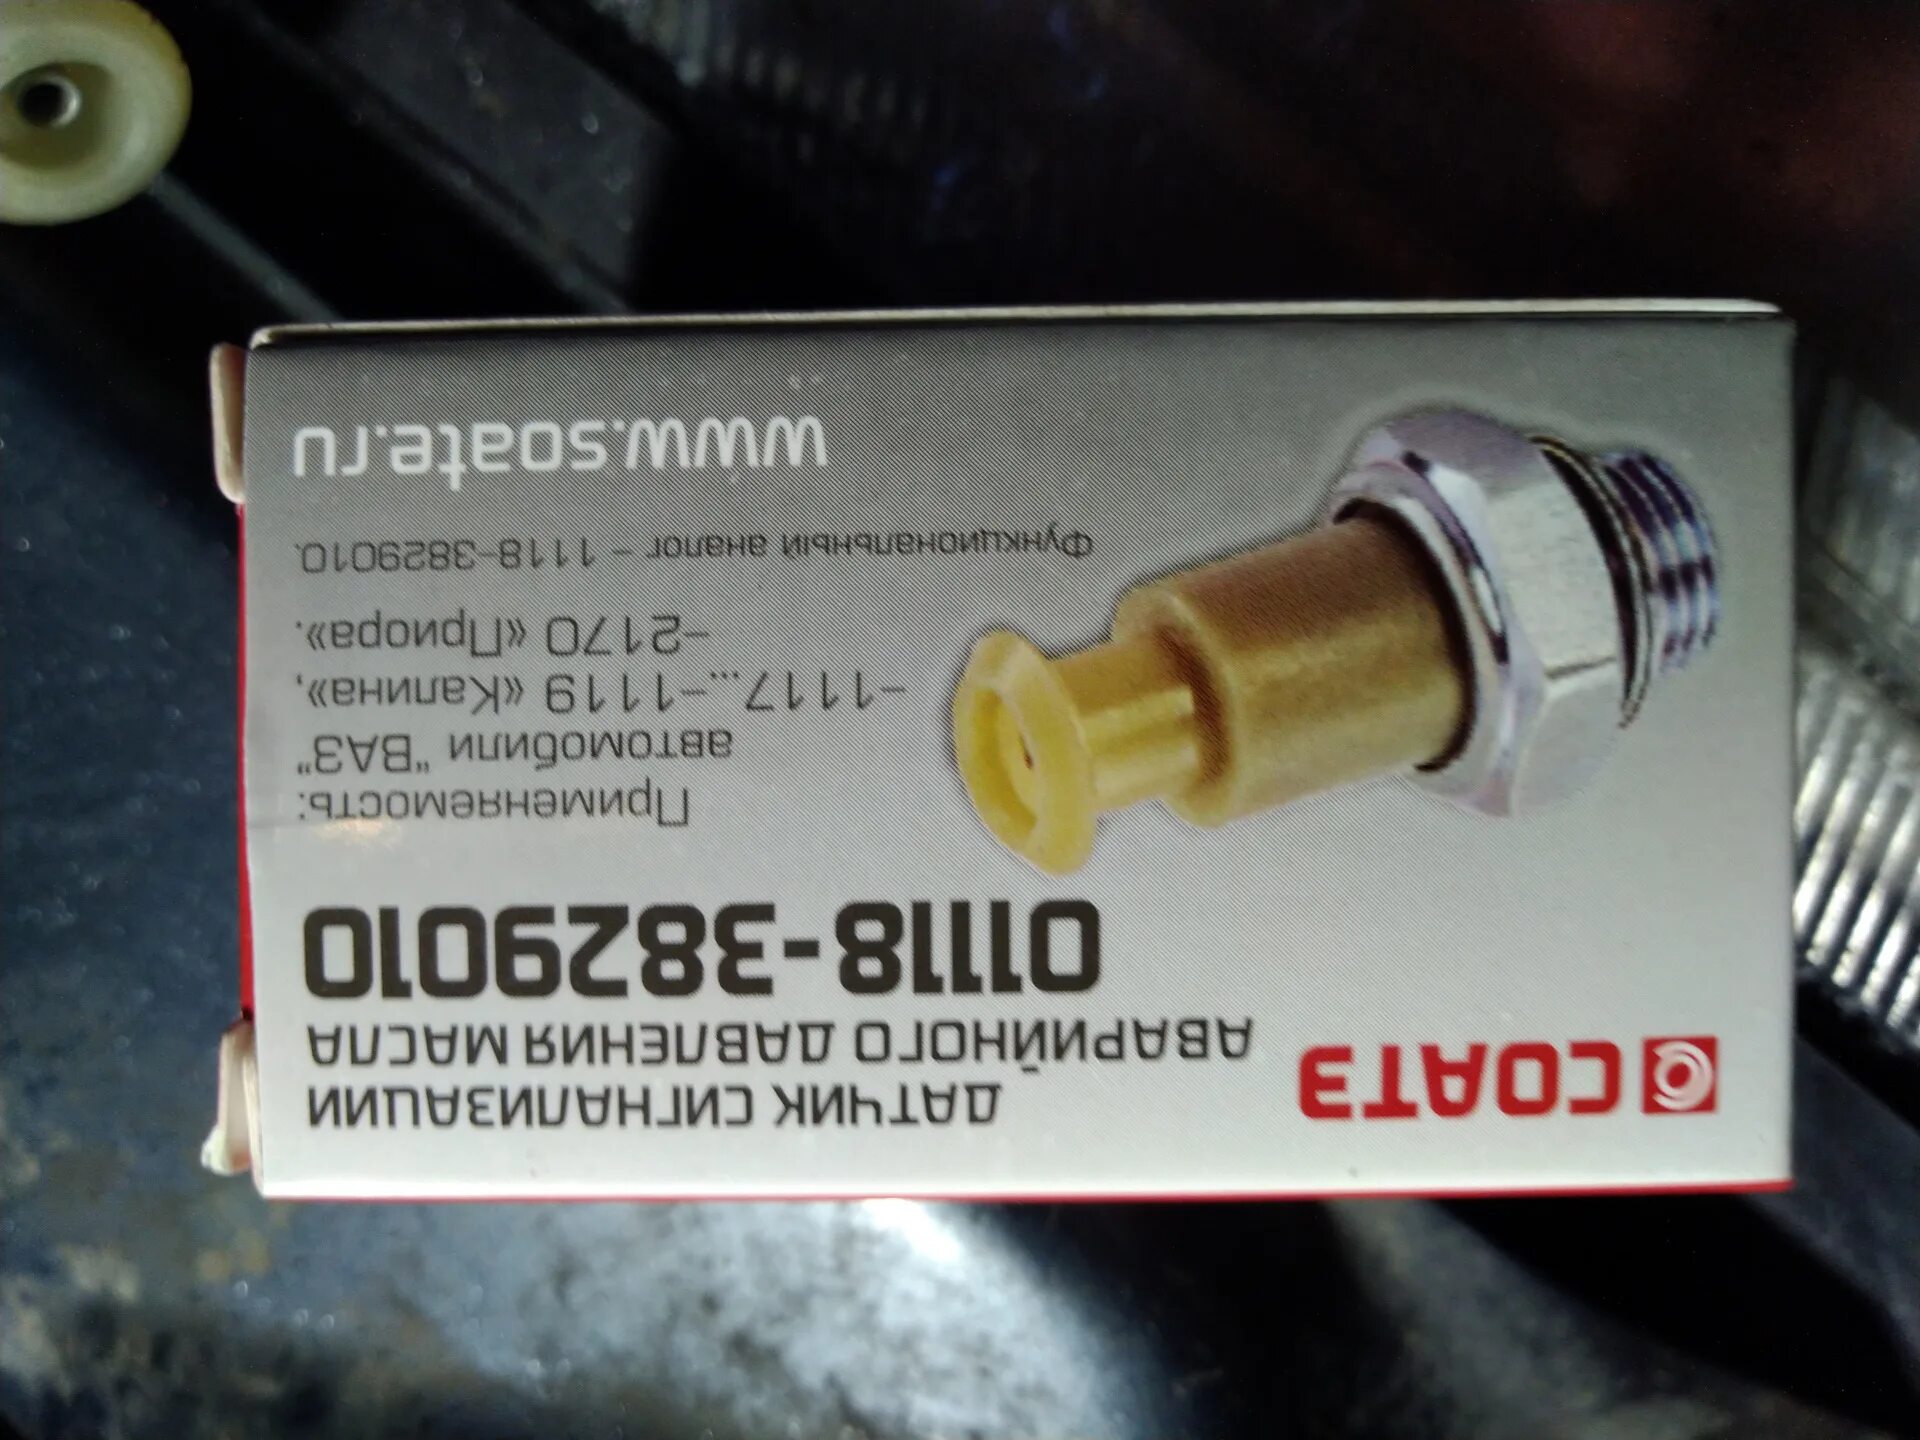 СОАТЭ
ДАТЧИК СИГНАЛИЗАЦИИ
АВАРИЙНОГО ДАВЛЕНИЯ МАСЛА
01118-3829010
Применяемость:
автомобили "ВАЗ"
-1117...-1119 «Калина»,
-2170 «Приора».
Функциональный аналог - 1118-3829010.
www.soate.ru